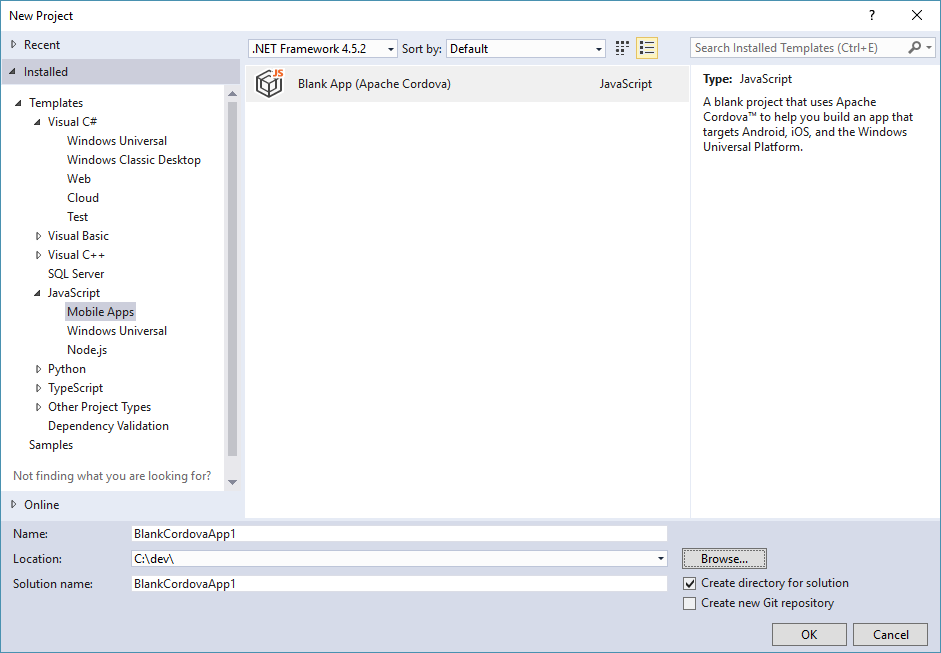 New Project
?
Recent
.NET Framework 4.5.2
Sort by:
Default
Search Installed Templates (Ctrl+E)
Installed
Templates
Visual C#
Windows Universal
Windows Classic Desktop
Web
Cloud
Test
Visual Basic
Visual C++
SQL Server
JavaScript
Mobile Apps
Windows Universal
Node.js
Python
TypeScript
Other Project Types
Dependency Validation
Samples
Not finding what you are looking for?
Online
JS
Blank App (Apache Cordova)
JavaScript
Type: JavaScript
A blank project that uses Apache
Cordova™ to help you build an app that
targets Android, iOS, and the Windows
Universal Platform.
Name:
BlankCordovaApp1
Location:
C:\dev\
Browse...
Solution name:
BlankCordovaApp1
Create directory for solution
Create new Git repository
OK
Cancel